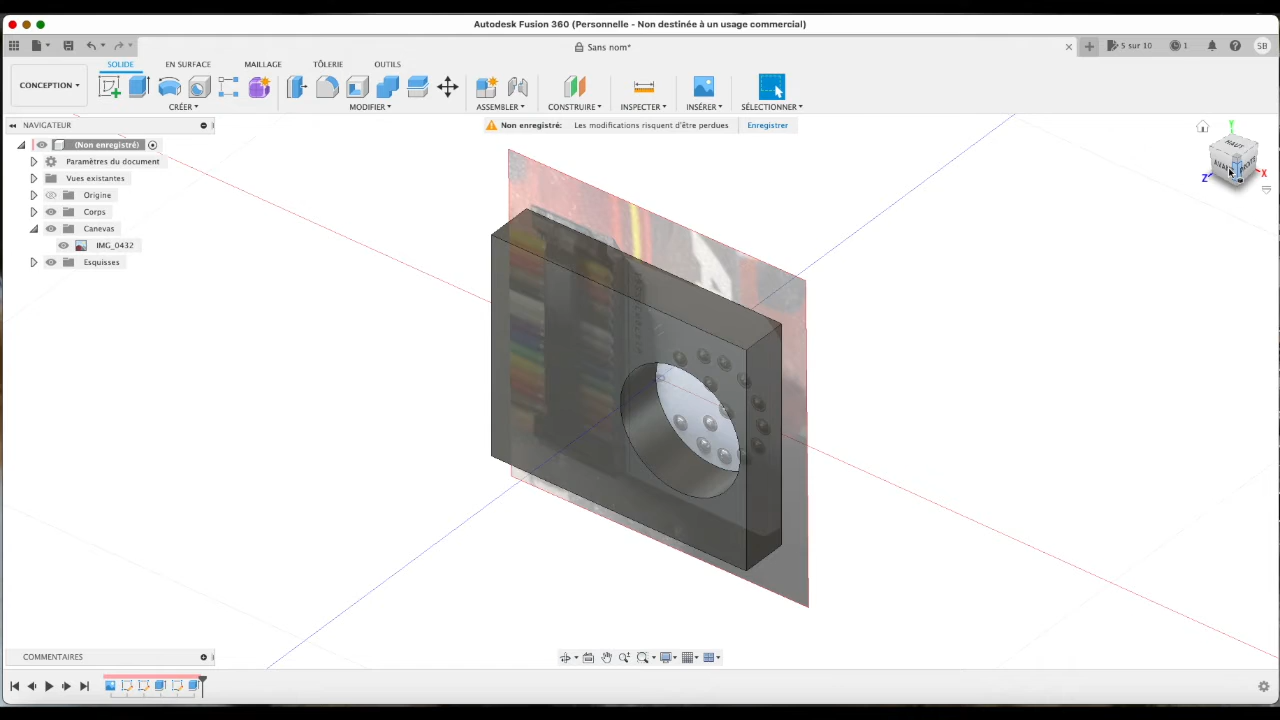 Autodesk Fusion 360 (Personnelle - Non destinée à un usage commercial)
Sans nom*
5 sur 10
1
SB
CONCEPTION
SOLIDE
EN SURFACE
MAILLAGE
TÔLERIE
OUTILS
CRÉER
MODIFIER
ASSEMBLER
CONSTRUIRE
INSPECTER
INSÉRER
SÉLECTIONNER
NAVIGATEUR
Non enregistré:
Les modifications risquent d'être perdues
Enregistrer
(Non enregistré)
Paramètres du document
Vues existantes
Origine
Corps
Canevas
IMG_0432
Esquisses
Y
HAUT
Z
X
COMMENTAIRES